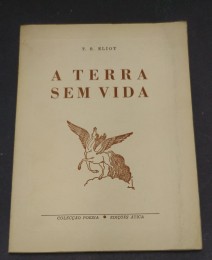 T. S. ELIOT
A TERRA
SEM VIDA
COLECÇÃO POESIA • EDIÇÕES ÁTICA